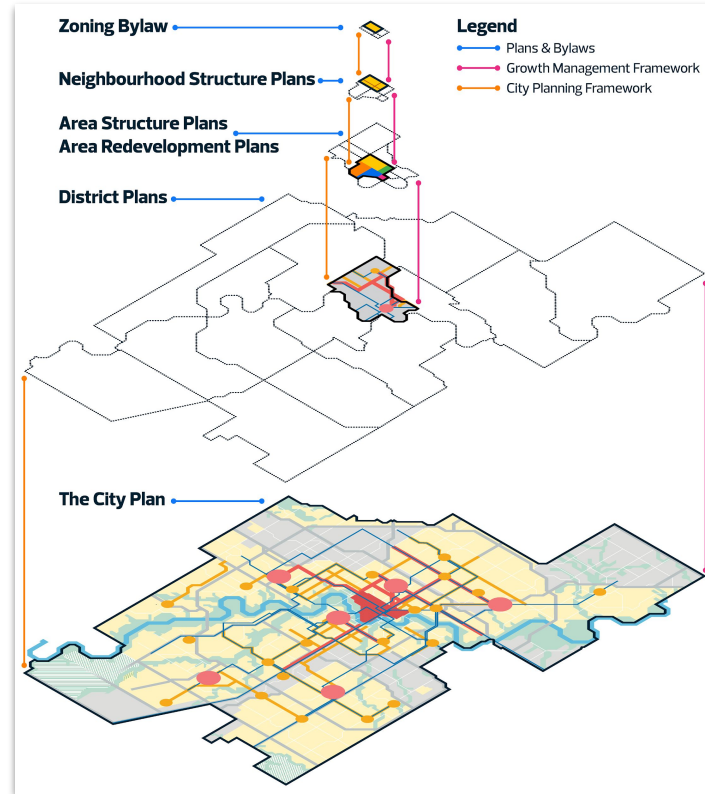 Zoning Bylaw
Legend
Plans & Bylaws
Growth Management Framework
City Planning Framework
Neighbourhood Structure Plans
Area Structure Plans
Area Redevelopment Plans
District Plans
The City Plan